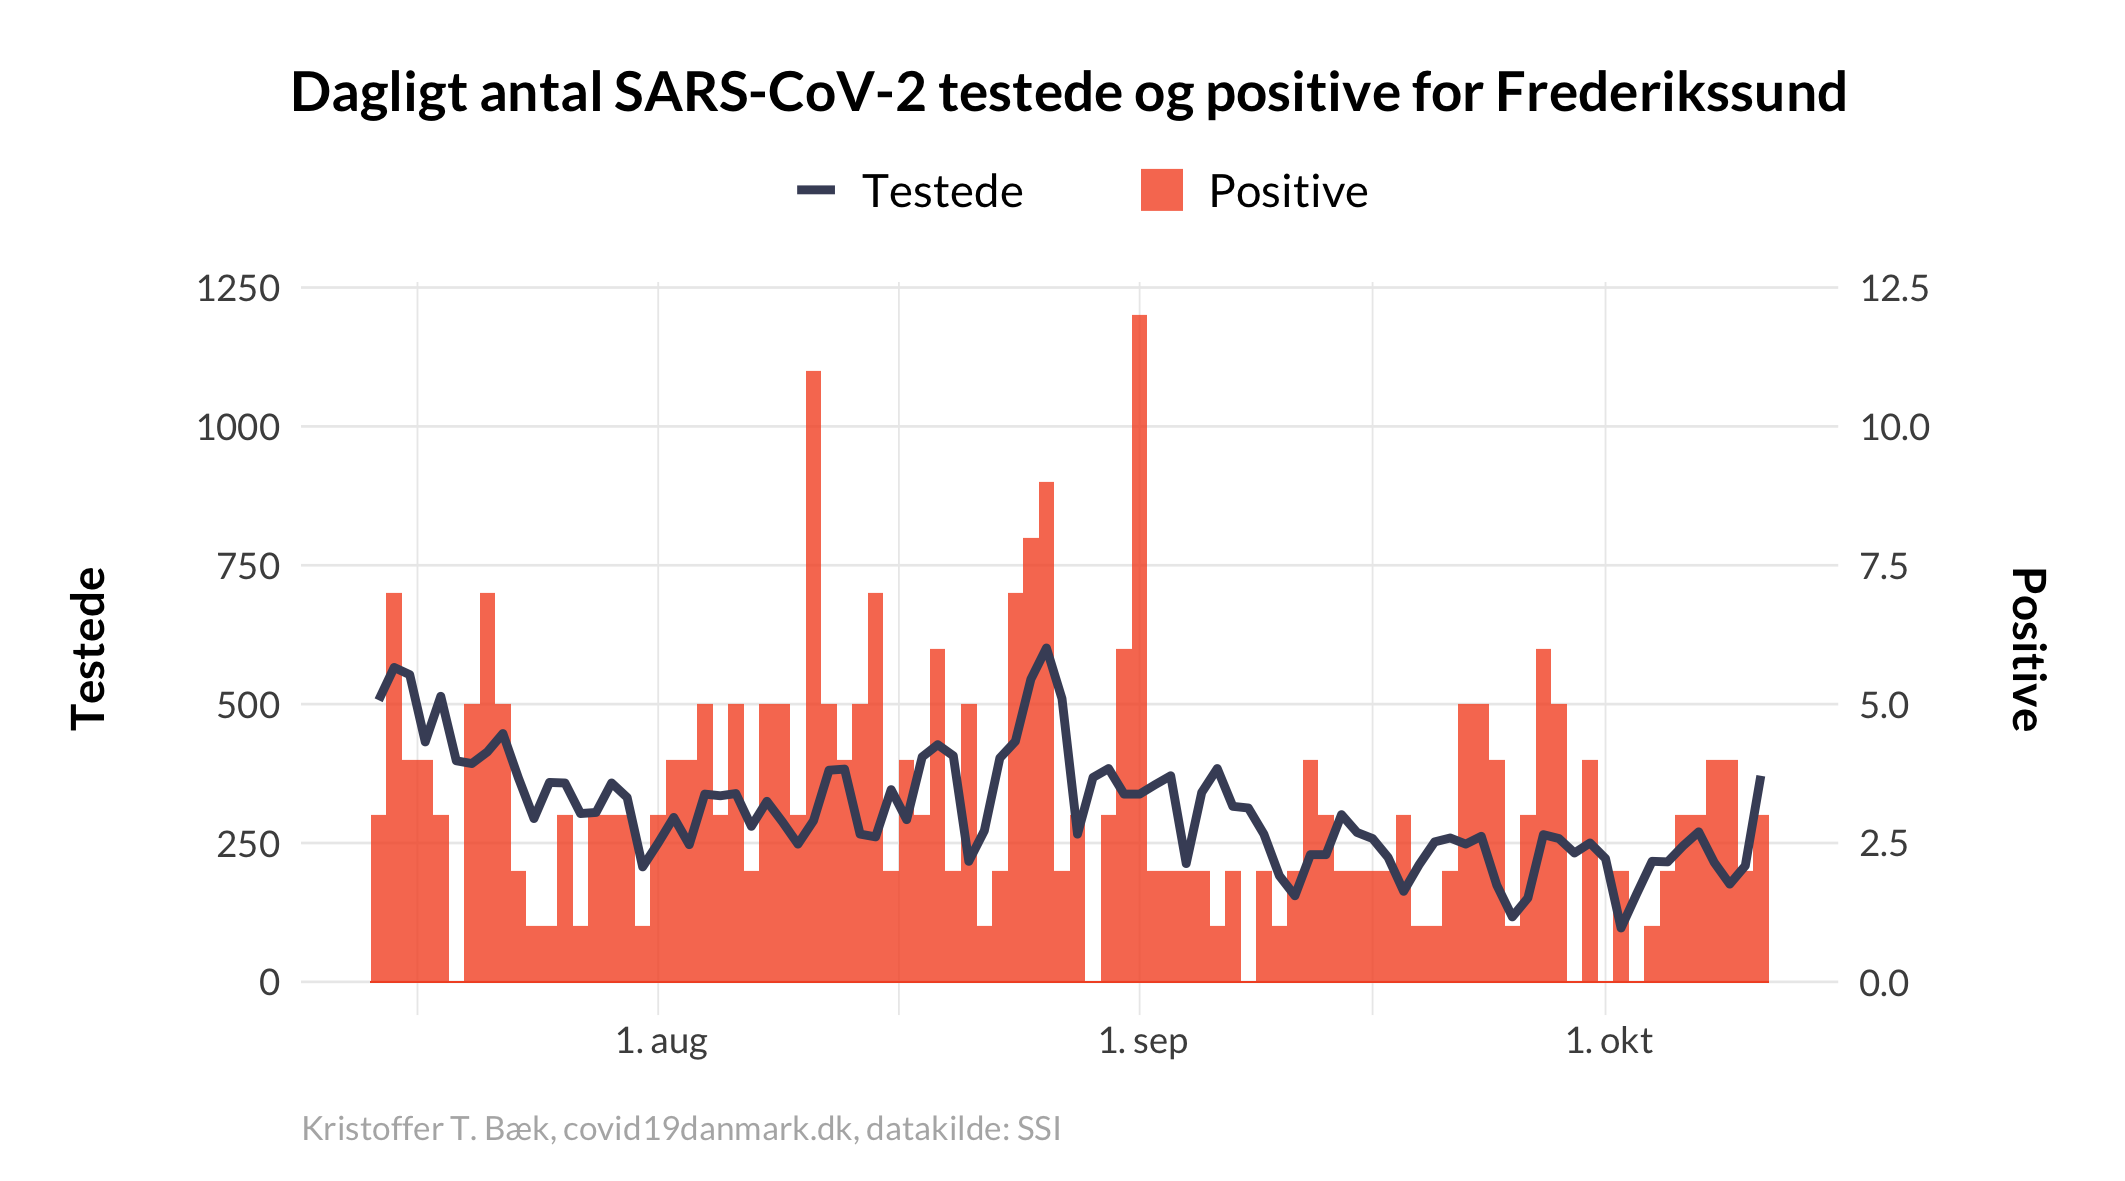 Dagligt antal SARS-CoV-2 testede og positive for Frederikssund
Testede Positive
1250 12.5
1000 10.0
750 7.5
500 5.0
250 2.5
0 0.0
Testede
Positive
1. aug 1. sep 1. okt
Kristoffer T. Bæk, covid19danmark.dk, datakilde: SSI